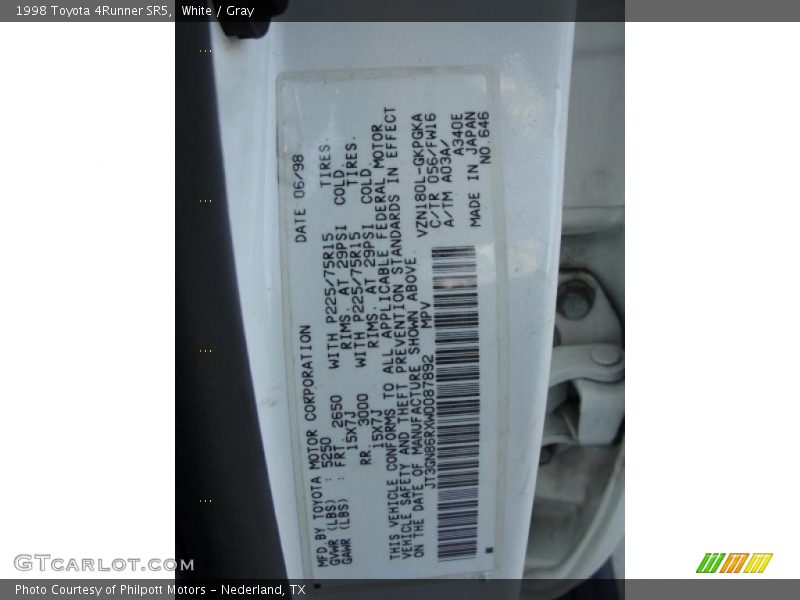 1998 Toyota 4Runner SR5, White / Gray
DATE 06/98
MFD BY TOYOTA MOTOR CORPORATION
GVWR (LBS) : 5250
GAWR (LBS) : FRT. 2650 WITH P225/75R15 TIRES.
15X7J RIMS. AT 29PSI COLD.
RR. 3000 WITH P225/75R15 TIRES.
15X7J RIMS. AT 29PSI COLD.
THIS VEHICLE CONFORMS TO ALL APPLICABLE FEDERAL MOTOR
VEHICLE SAFETY AND THEFT PREVENTION STANDARDS IN EFFECT
ON THE DATE OF MANUFACTURE SHOWN ABOVE.
JT3GN86RXW0087892 MPV
VZN180L-GKPGKA
C/TR 056/FW16
A/TM A03A/
A340E
MADE IN JAPAN
NO.646
GTCARLOT.COM
Photo Courtesy of Philpott Motors - Nederland, TX